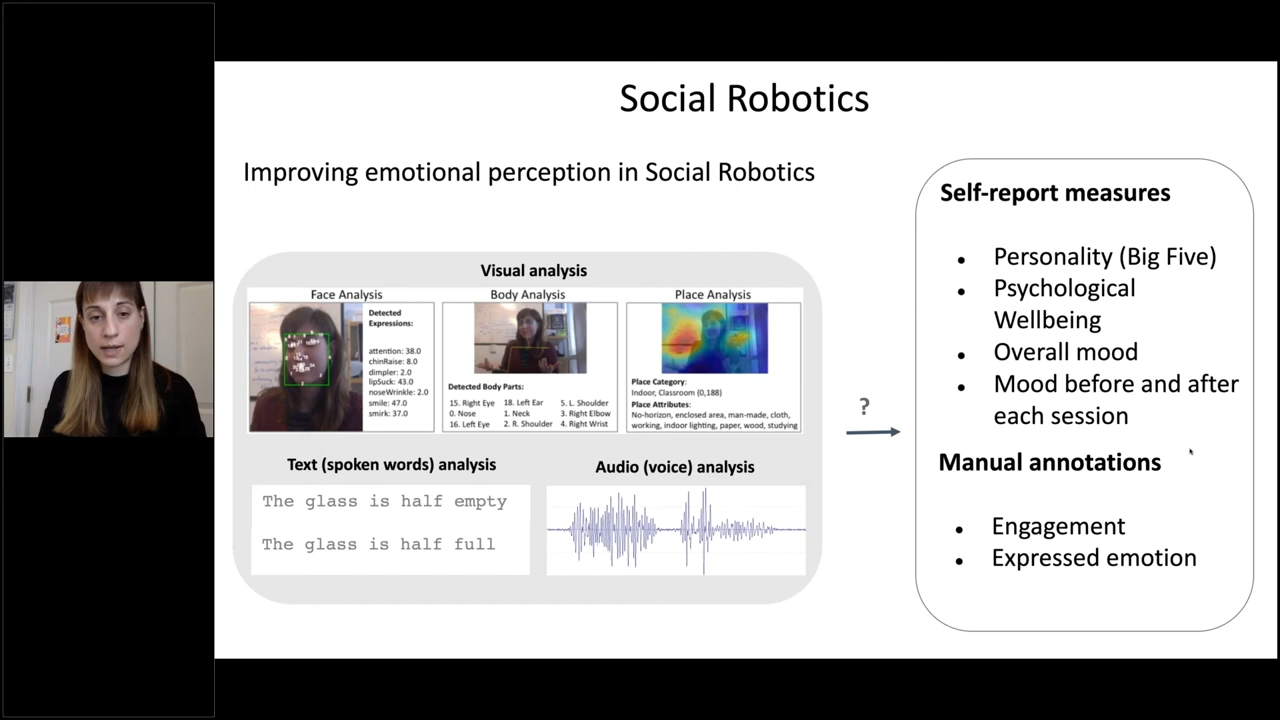 Social Robotics
Improving emotional perception in Social Robotics
Visual analysis
Face Analysis
Detected
Expressions:
attention: 38.0
chinRaise: 8.0
dimpler: 2.0
lipSuck: 43.0
noseWrinkle: 2.0
smile: 47.0
smirk: 37.0
Body Analysis
Detected Body Parts:
15. Right Eye 18. Left Ear 5. L. Shoulder
0. Nose 1. Neck 3. Right Elbow
16. Left Eye 2. R. Shoulder 4. Right Wrist
Place Analysis
Place Category:
Indoor, Classroom (0,188)
Place Attributes:
No-horizon, enclosed area, man-made, cloth,
working, indoor lighting, paper, wood, studying
Text (spoken words) analysis
The glass is half empty
The glass is half full
Audio (voice) analysis
?
Self-report measures
• Personality (Big Five)
• Psychological
Wellbeing
• Overall mood
• Mood before and after
each session
Manual annotations
• Engagement
• Expressed emotion